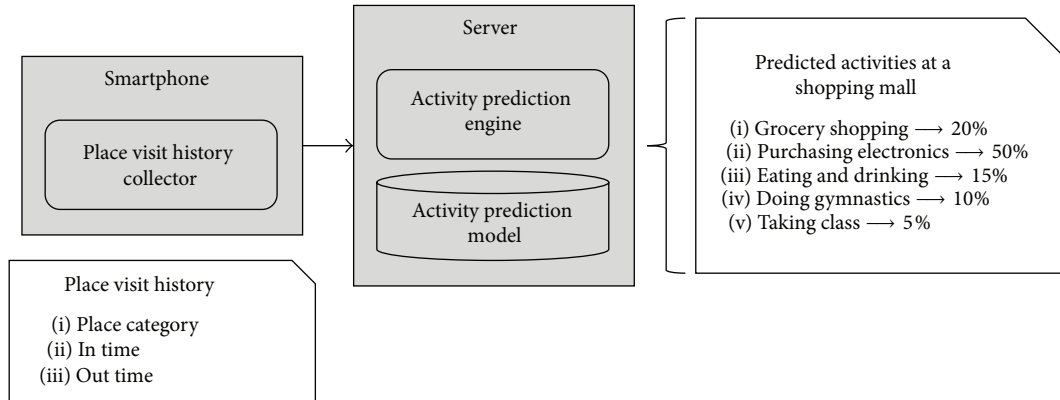 Smartphone
Place visit history
collector
Place visit history
(i) Place category
(ii) In time
(iii) Out time
Server
Activity prediction
engine
Activity prediction
model
Predicted activities at a
shopping mall
(i) Grocery shopping ⟶ 20%
(ii) Purchasing electronics ⟶ 50%
(iii) Eating and drinking ⟶ 15%
(iv) Doing gymnastics ⟶ 10%
(v) Taking class ⟶ 5%